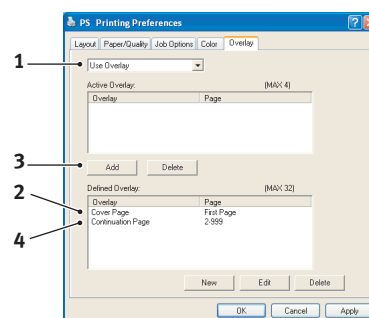 PS Printing Preferences ?
Layout Paper/Quality Job Options Color Overlay
1 Use Overlay
Active Overlay: (MAX 4)
Overlay Page
3 Add Delete
Defined Overlay: (MAX 32)
Overlay Page
2 Cover Page First Page
4 Continuation Page 2-999
New Edit Delete
OK Cancel Apply